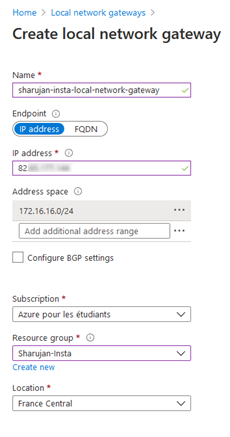 Home > Local network gateways >
Create local network gateway
Name *
sharujan-insta-local-network-gateway
Endpoint
IP address FQDN
IP address *
82
Address space
172.16.16.0/24
Add additional address range
Configure BGP settings
Subscription *
Azure pour les étudiants
Resource group *
Sharujan-Insta
Create new
Location *
France Central